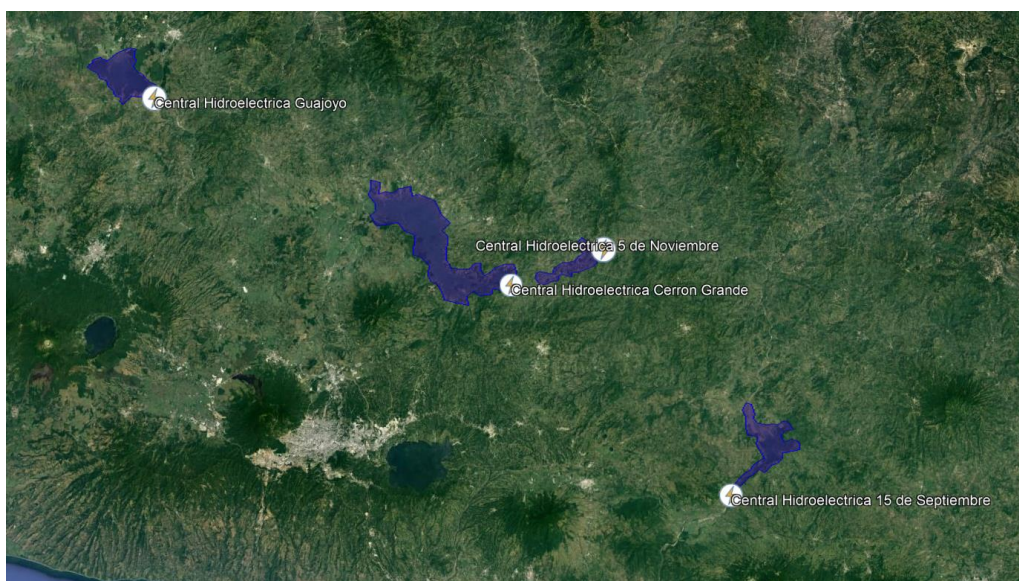 Central Hidroelectrica Guajoyo
Central Hidroelectrica 5 de Noviembre
Central Hidroelectrica Cerron Grande
Central Hidroelectrica 15 de Septiembre